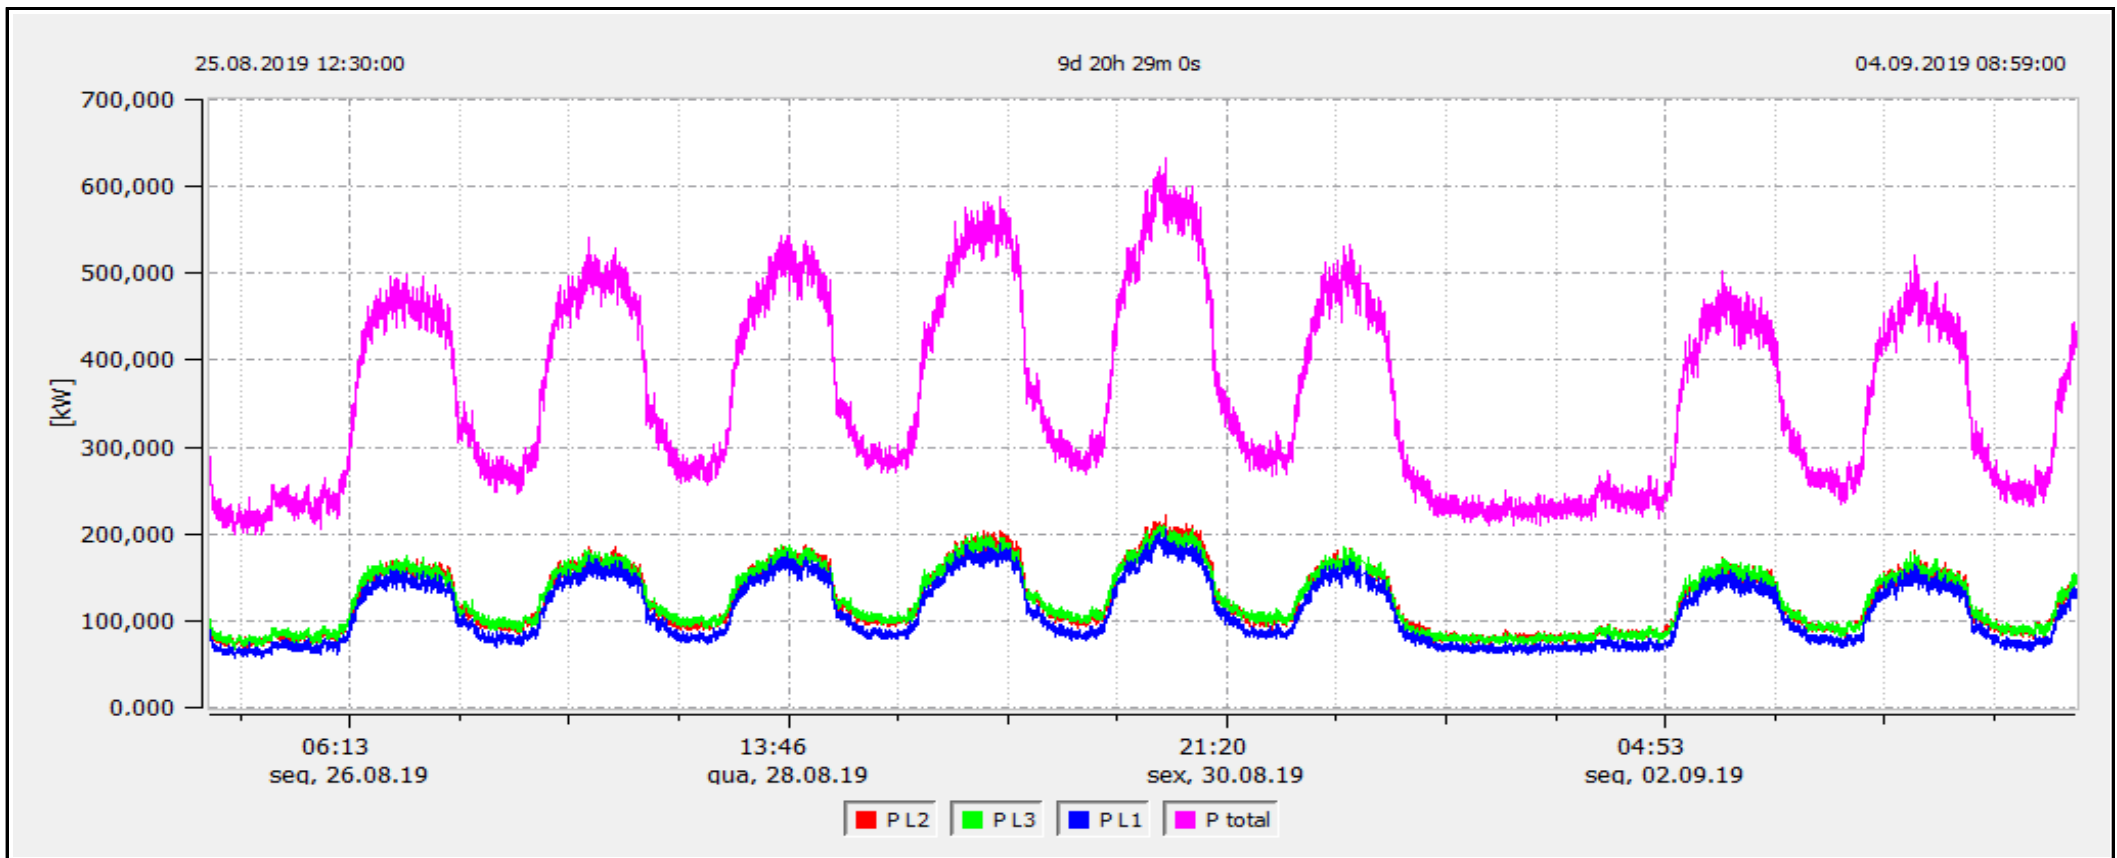 25.08.2019 12:30:00 9d 20h 29m 0s 04.09.2019 08:59:00
700,000
600,000
500,000
400,000
300,000
200,000
100,000
0.000
[kW]
06:13 13:46 21:20 04:53
seg, 26.08.19 qua, 28.08.19 sex, 30.08.19 seg, 02.09.19
P L2 P L3 P L1 P total